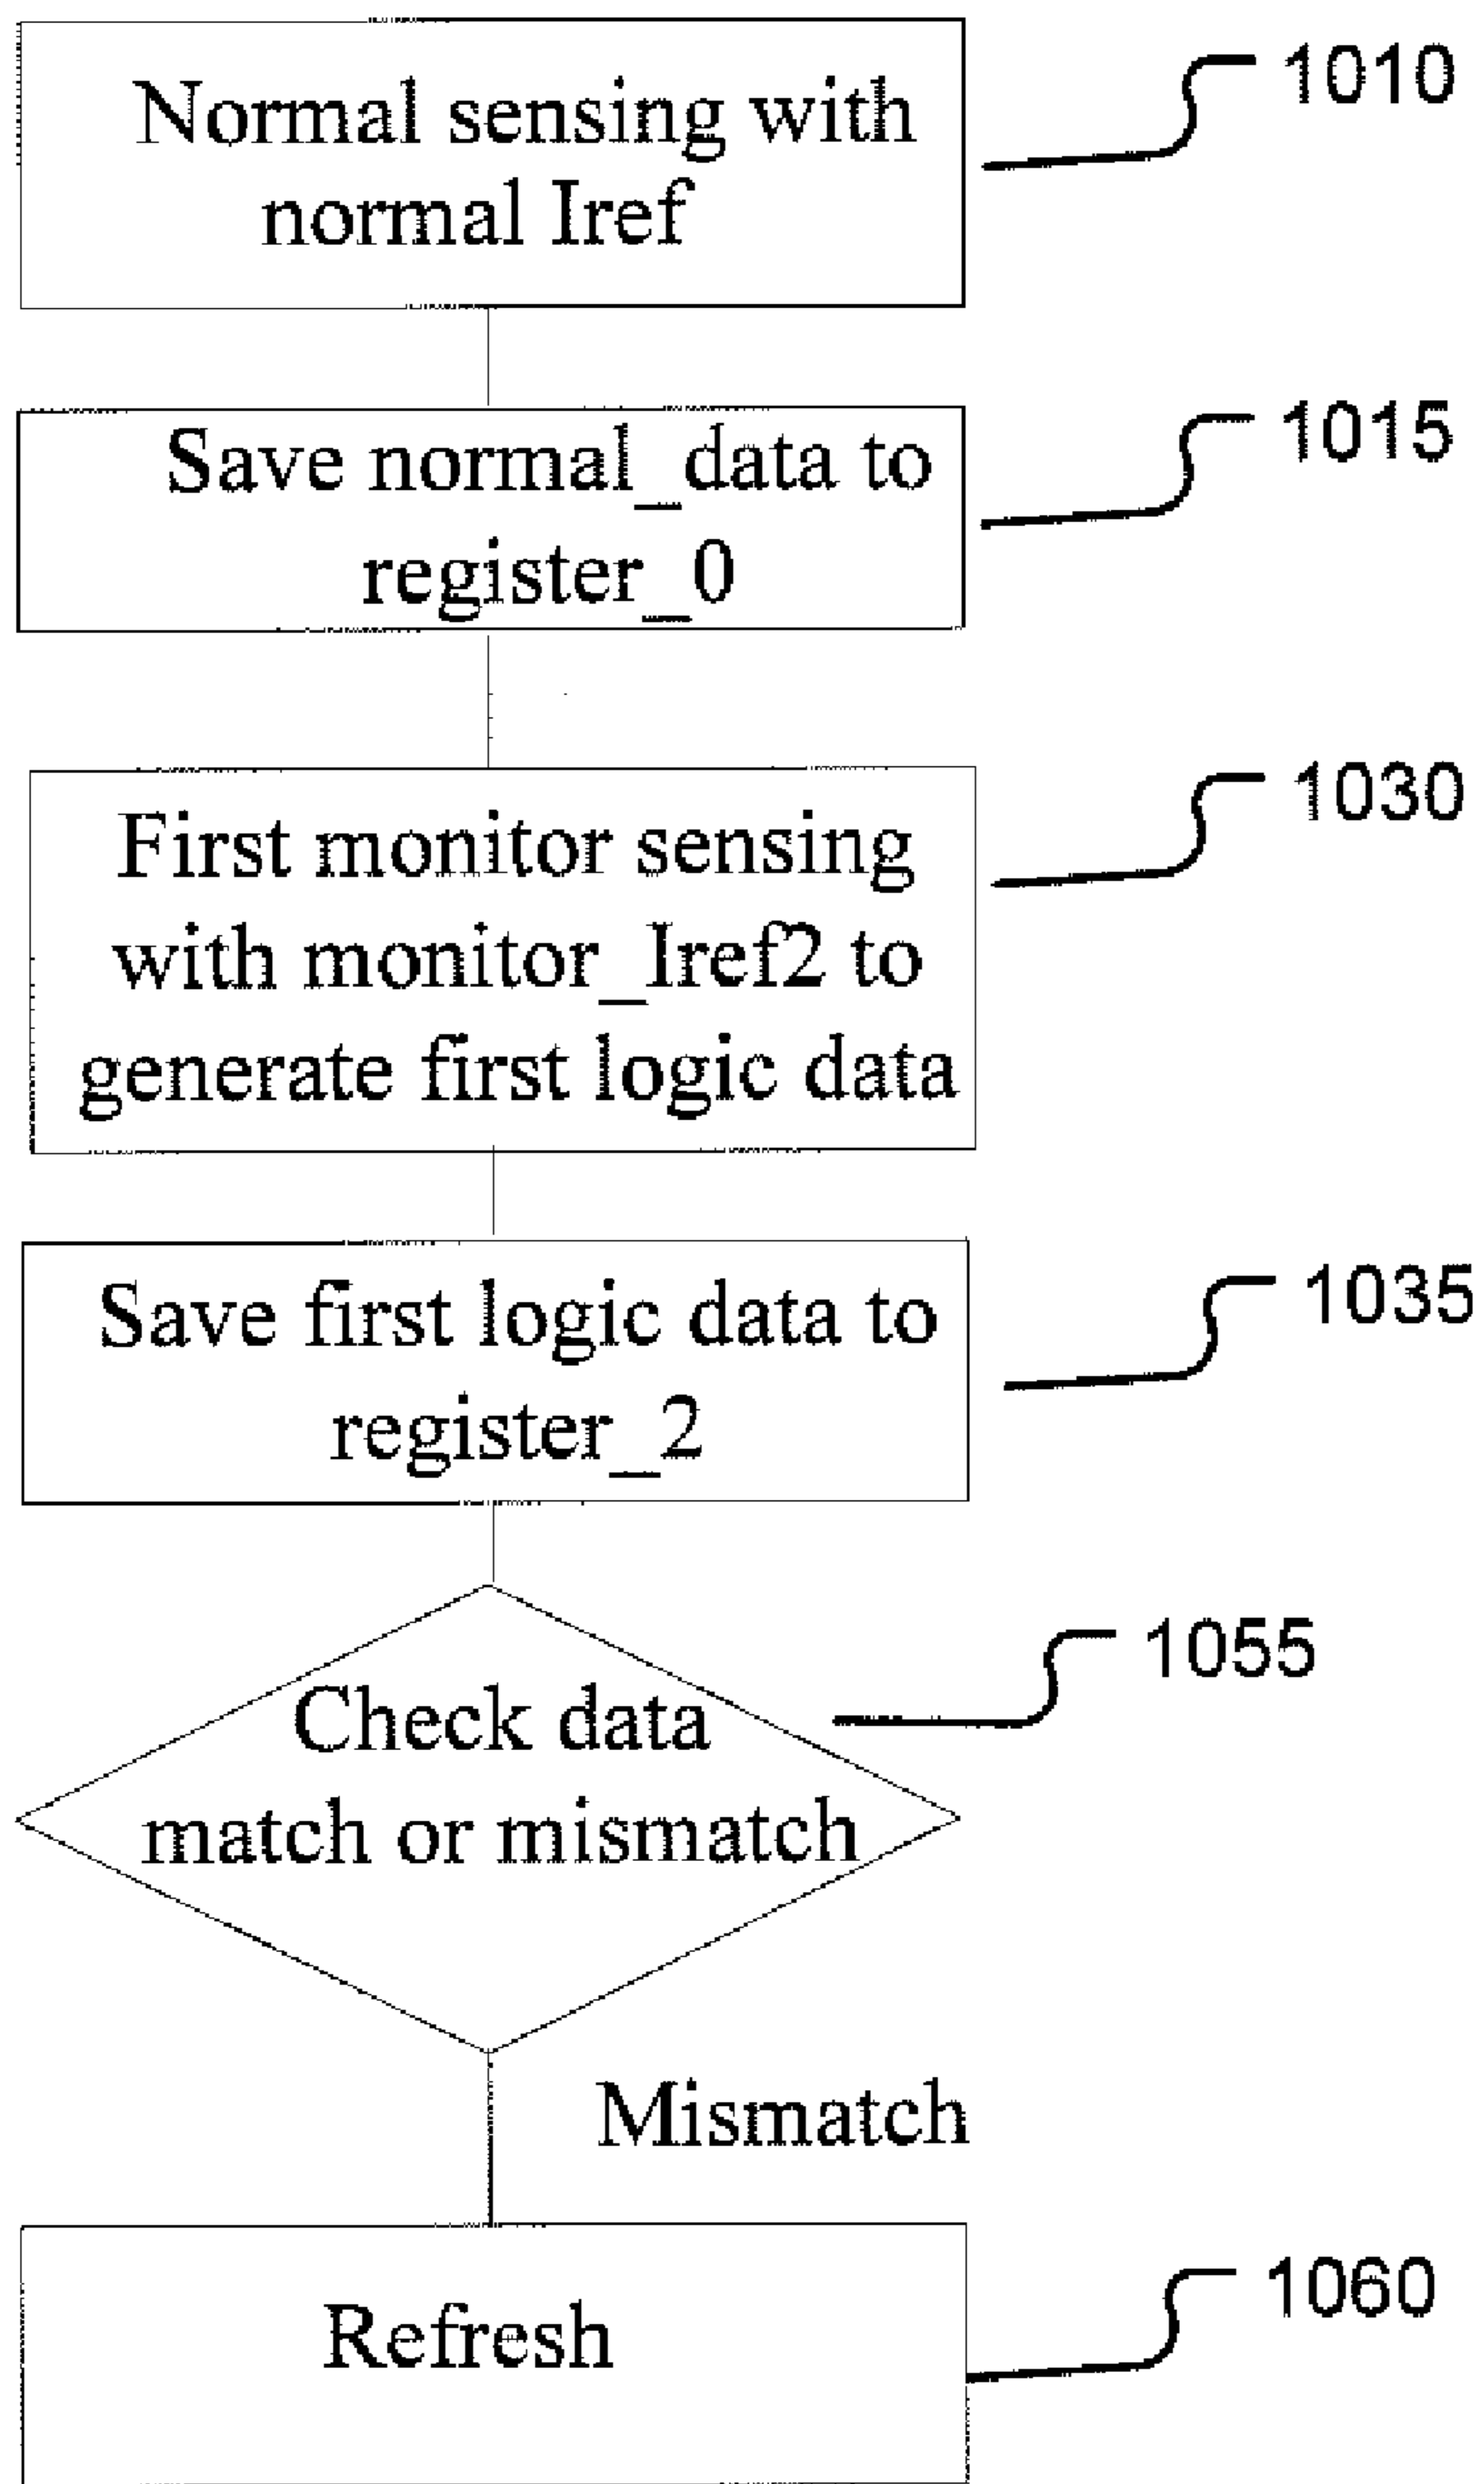 Normal sensing with
normal Iref
1010
Save normal_data to
register_0
1015
First monitor sensing
with monitor_Iref2 to
generate first logic data
1030
Save first logic data to
register_2
1035
Check data
match or mismatch
1055
Mismatch
Refresh
1060